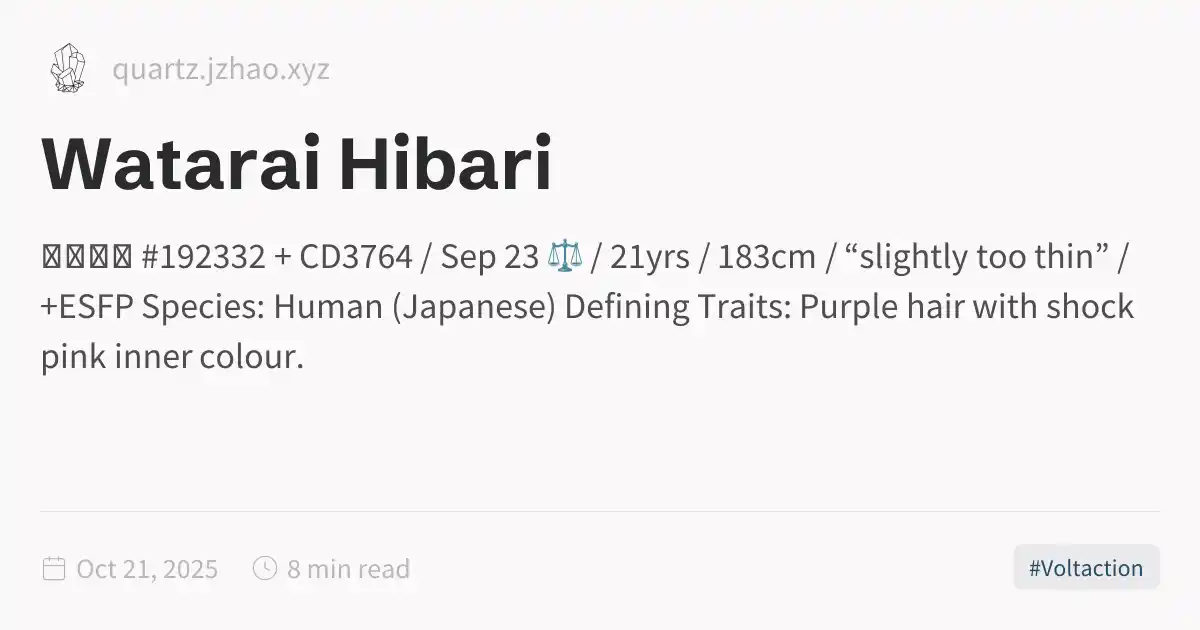 quartz.jzhao.xyz
Watarai Hibari
#192332 + CD3764 / Sep 23 ⚖️ / 21yrs / 183cm / “slightly too thin” /
+ESFP Species: Human (Japanese) Defining Traits: Purple hair with shock
pink inner colour.
Oct 21, 2025
8 min read
#Voltaction